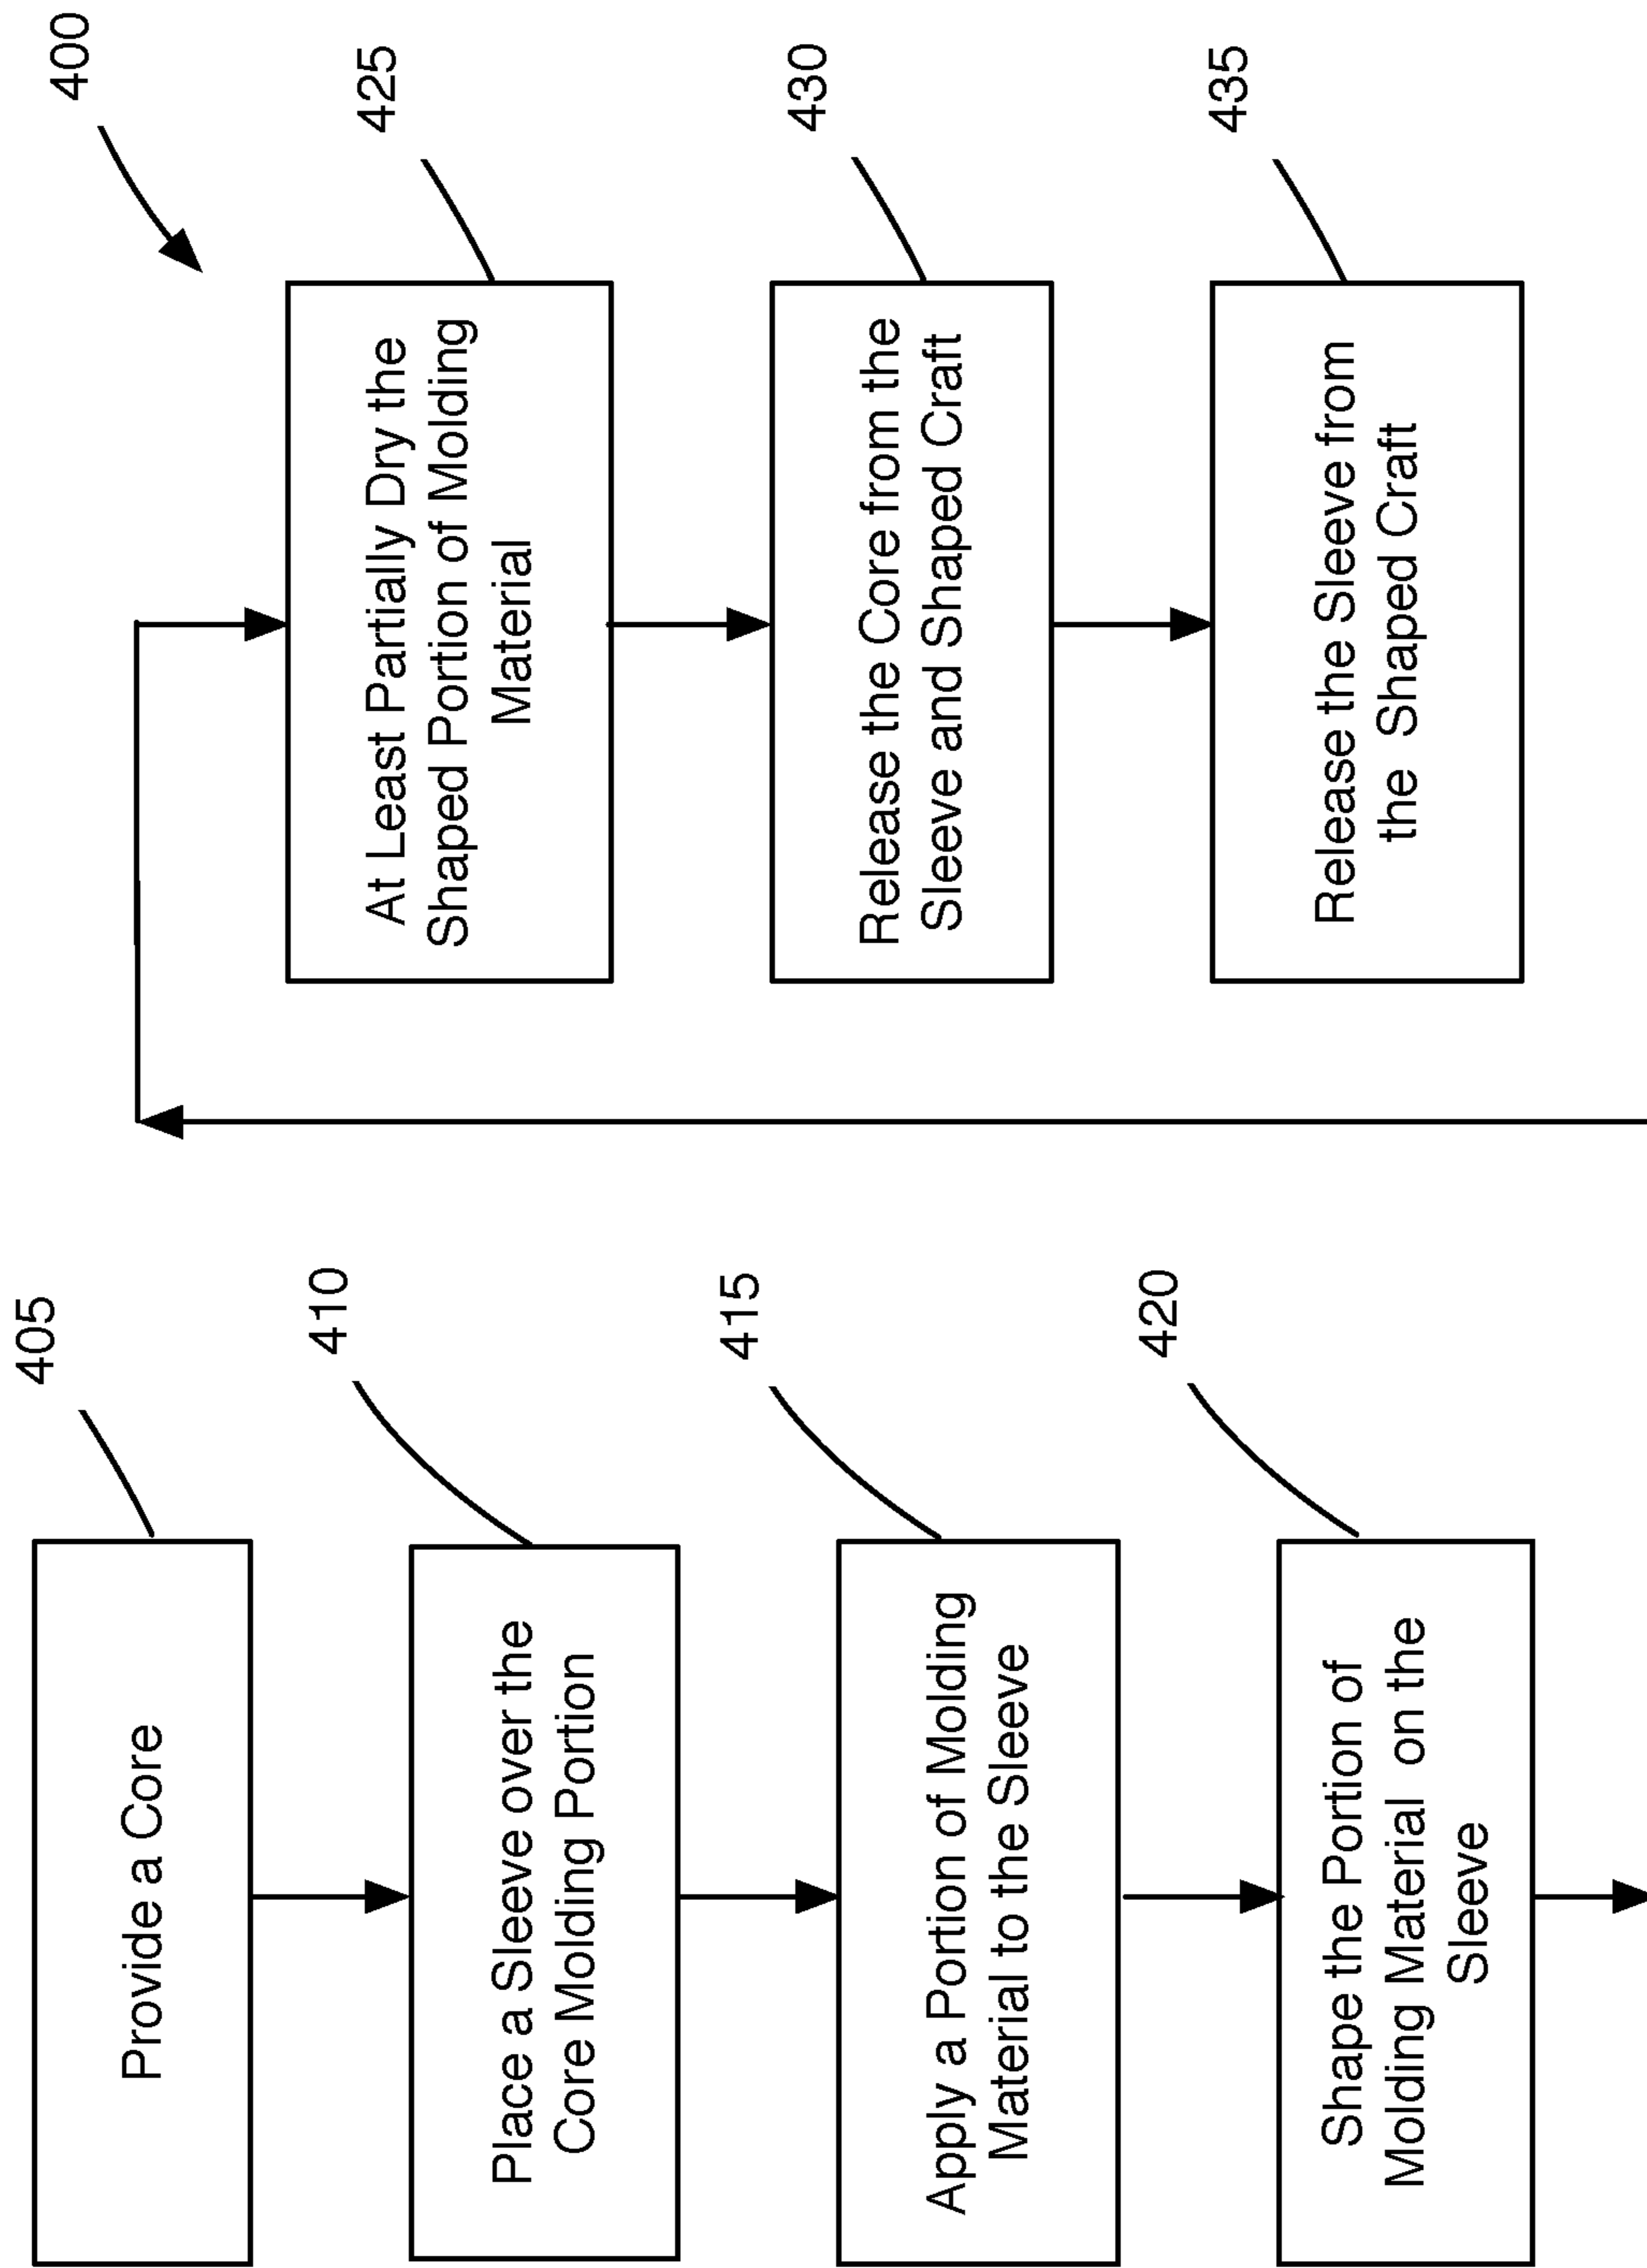 400
405
Provide a Core
410
Place a Sleeve over the
Core Molding Portion
415
Apply a Portion of Molding
Material to the Sleeve
420
Shape the Portion of
Molding Material on the
Sleeve
425
At Least Partially Dry the
Shaped Portion of Molding
Material
430
Release the Core from the
Sleeve and Shaped Craft
435
Release the Sleeve from
the Shaped Craft